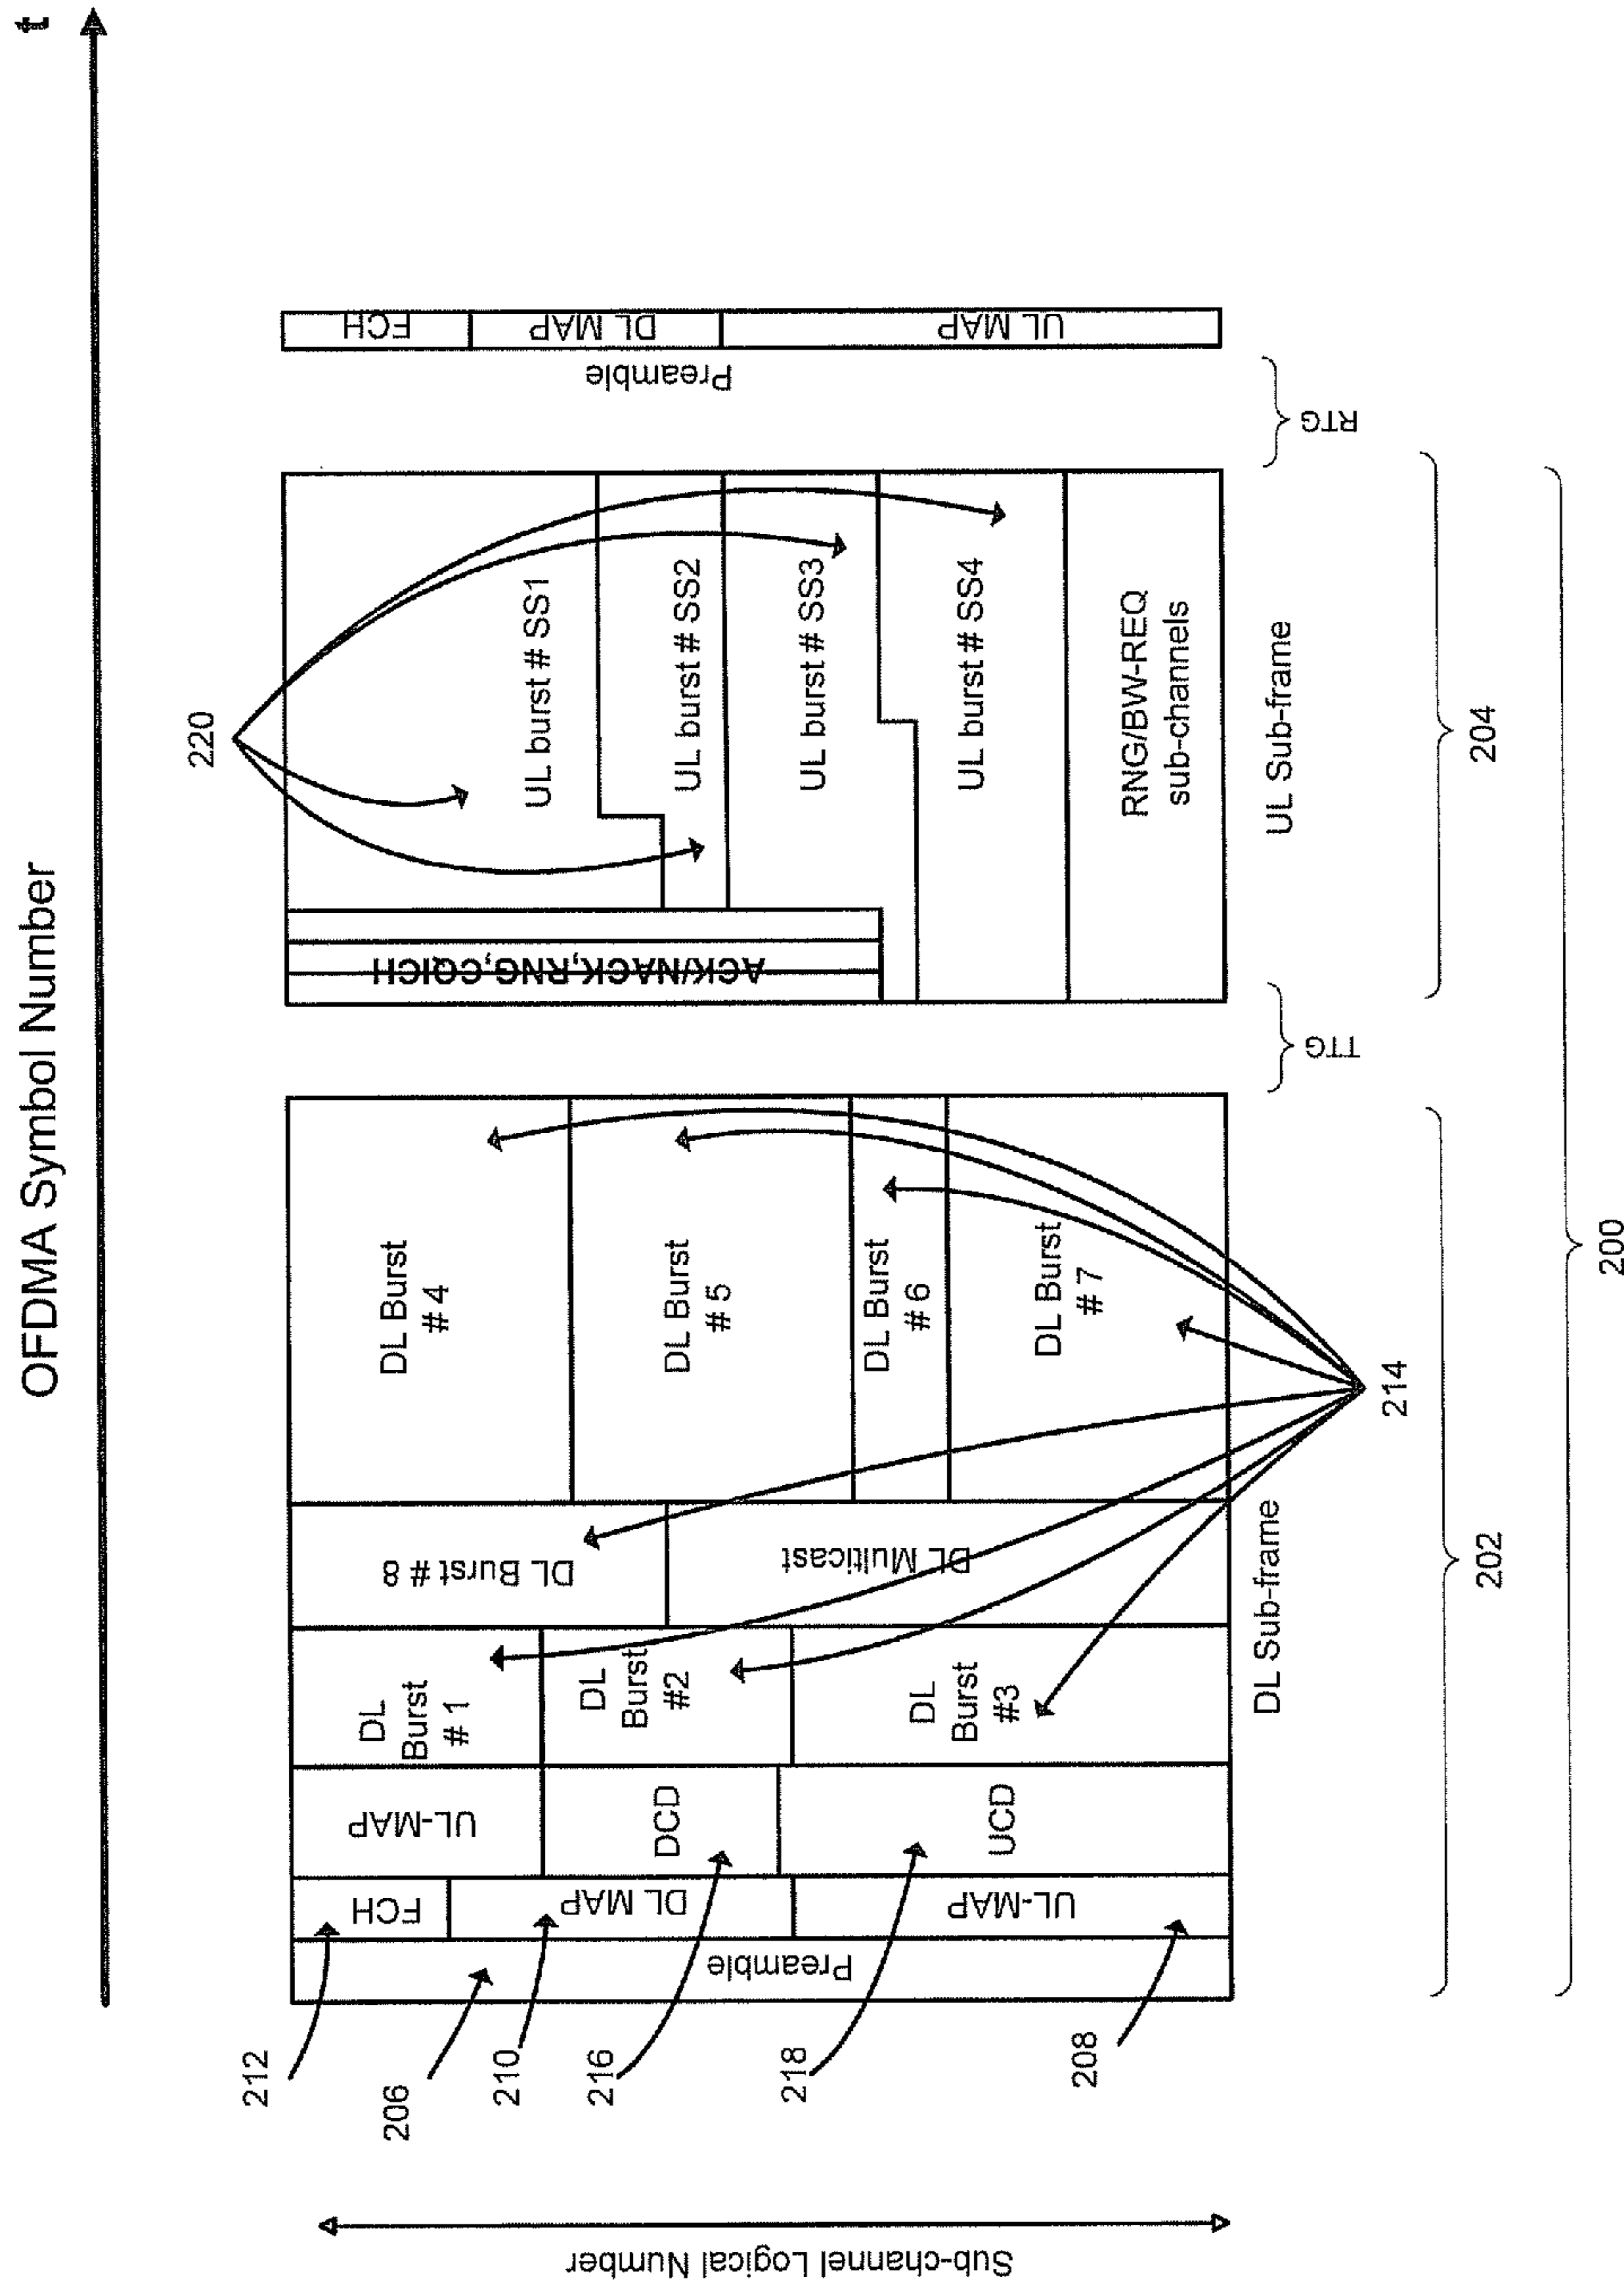 OFDMA Symbol Number
t
Sub-channel Logical Number
212
206
210
216
218
208
Preamble
FCH
DL MAP
UL-MAP
UL-MAP
DCD
UCD
DL
Burst
# 1
DL
Burst
#2
DL
Burst
#3
DL Burst # 8
DL Multicast
DL Burst
# 4
DL Burst
# 5
DL Burst
# 6
DL Burst
# 7
214
DL Sub-frame
202
TTG
220
ACK/NACK,RNG,CQICH
UL burst # SS1
UL burst # SS2
UL burst # SS3
UL burst # SS4
RNG/BW-REQ
sub-channels
UL Sub-frame
204
RTG
Preamble
FCH
DL MAP
UL MAP
200